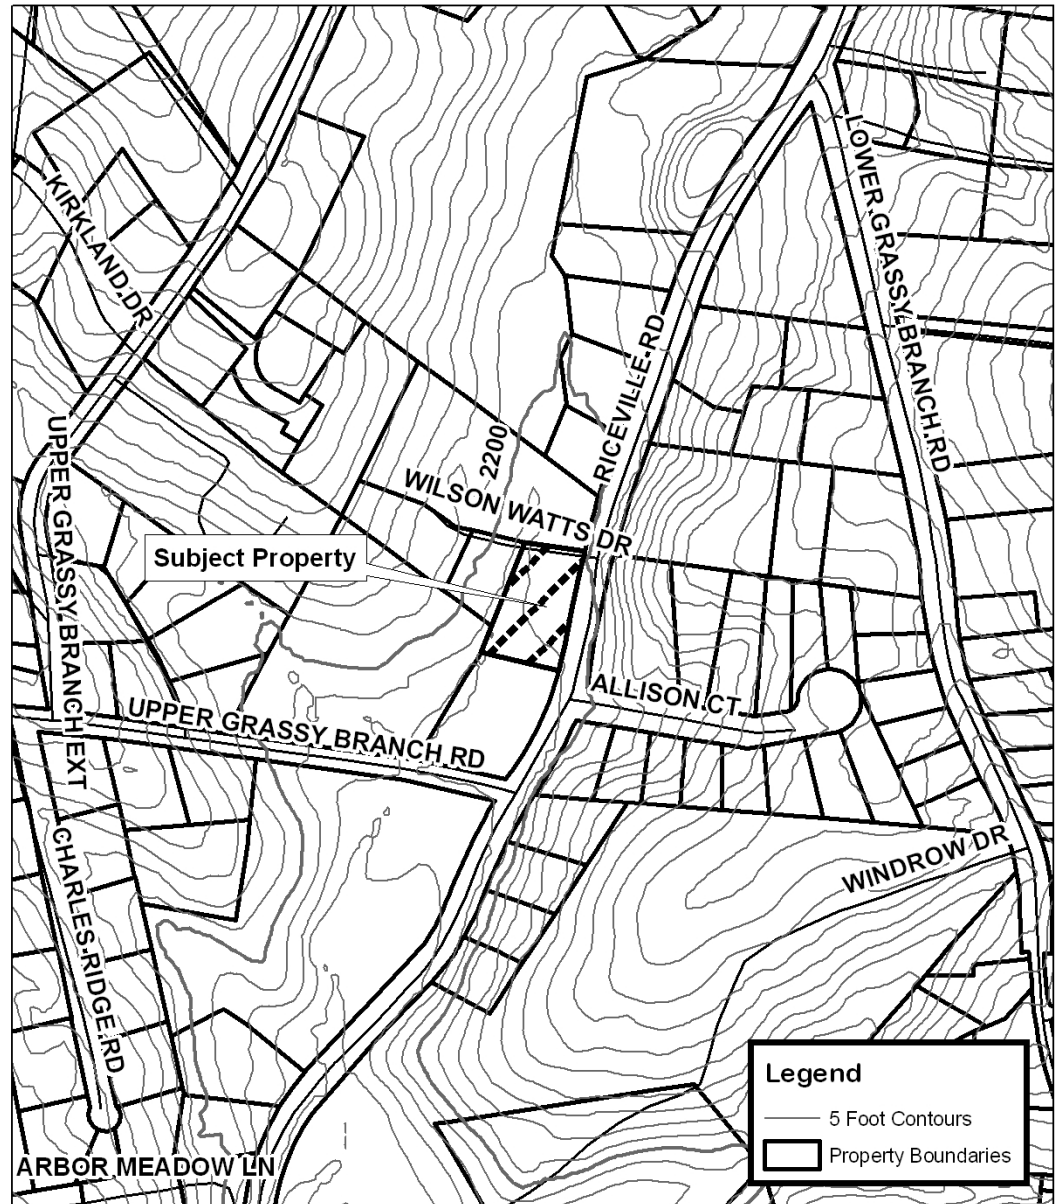 KIRKLAND DR
LOWER GRASSY BRANCH RD
RICEVILLE RD
UPPER GRASSY BRANCH EXT
2200
WILSON WATTS DR
Subject Property
ALLISON CT
UPPER GRASSY BRANCH RD
CHARLES RIDGE RD
WINDROW DR
ARBOR MEADOW LN
Legend
5 Foot Contours
Property Boundaries